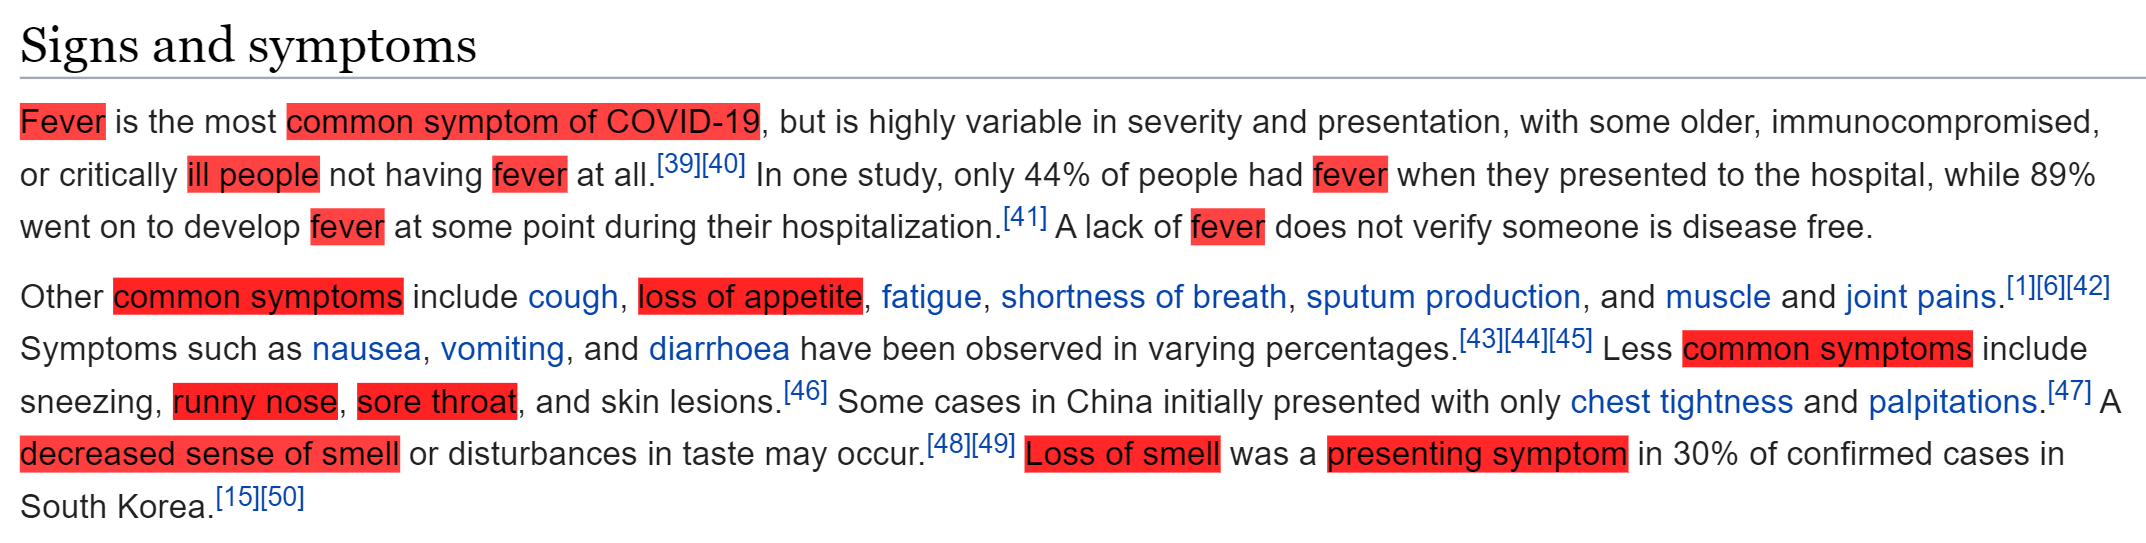 Signs and symptoms
Fever is the most common symptom of COVID-19, but is highly variable in severity and presentation, with some older, immunocompromised,
or critically ill people not having fever at all.[39][40] In one study, only 44% of people had fever when they presented to the hospital, while 89%
went on to develop fever at some point during their hospitalization.[41] A lack of fever does not verify someone is disease free.
Other common symptoms include cough, loss of appetite, fatigue, shortness of breath, sputum production, and muscle and joint pains.[1][6][42]
Symptoms such as nausea, vomiting, and diarrhoea have been observed in varying percentages.[43][44][45] Less common symptoms include
sneezing, runny nose, sore throat, and skin lesions.[46] Some cases in China initially presented with only chest tightness and palpitations.[47] A
decreased sense of smell or disturbances in taste may occur.[48][49] Loss of smell was a presenting symptom in 30% of confirmed cases in
South Korea.[15][50]